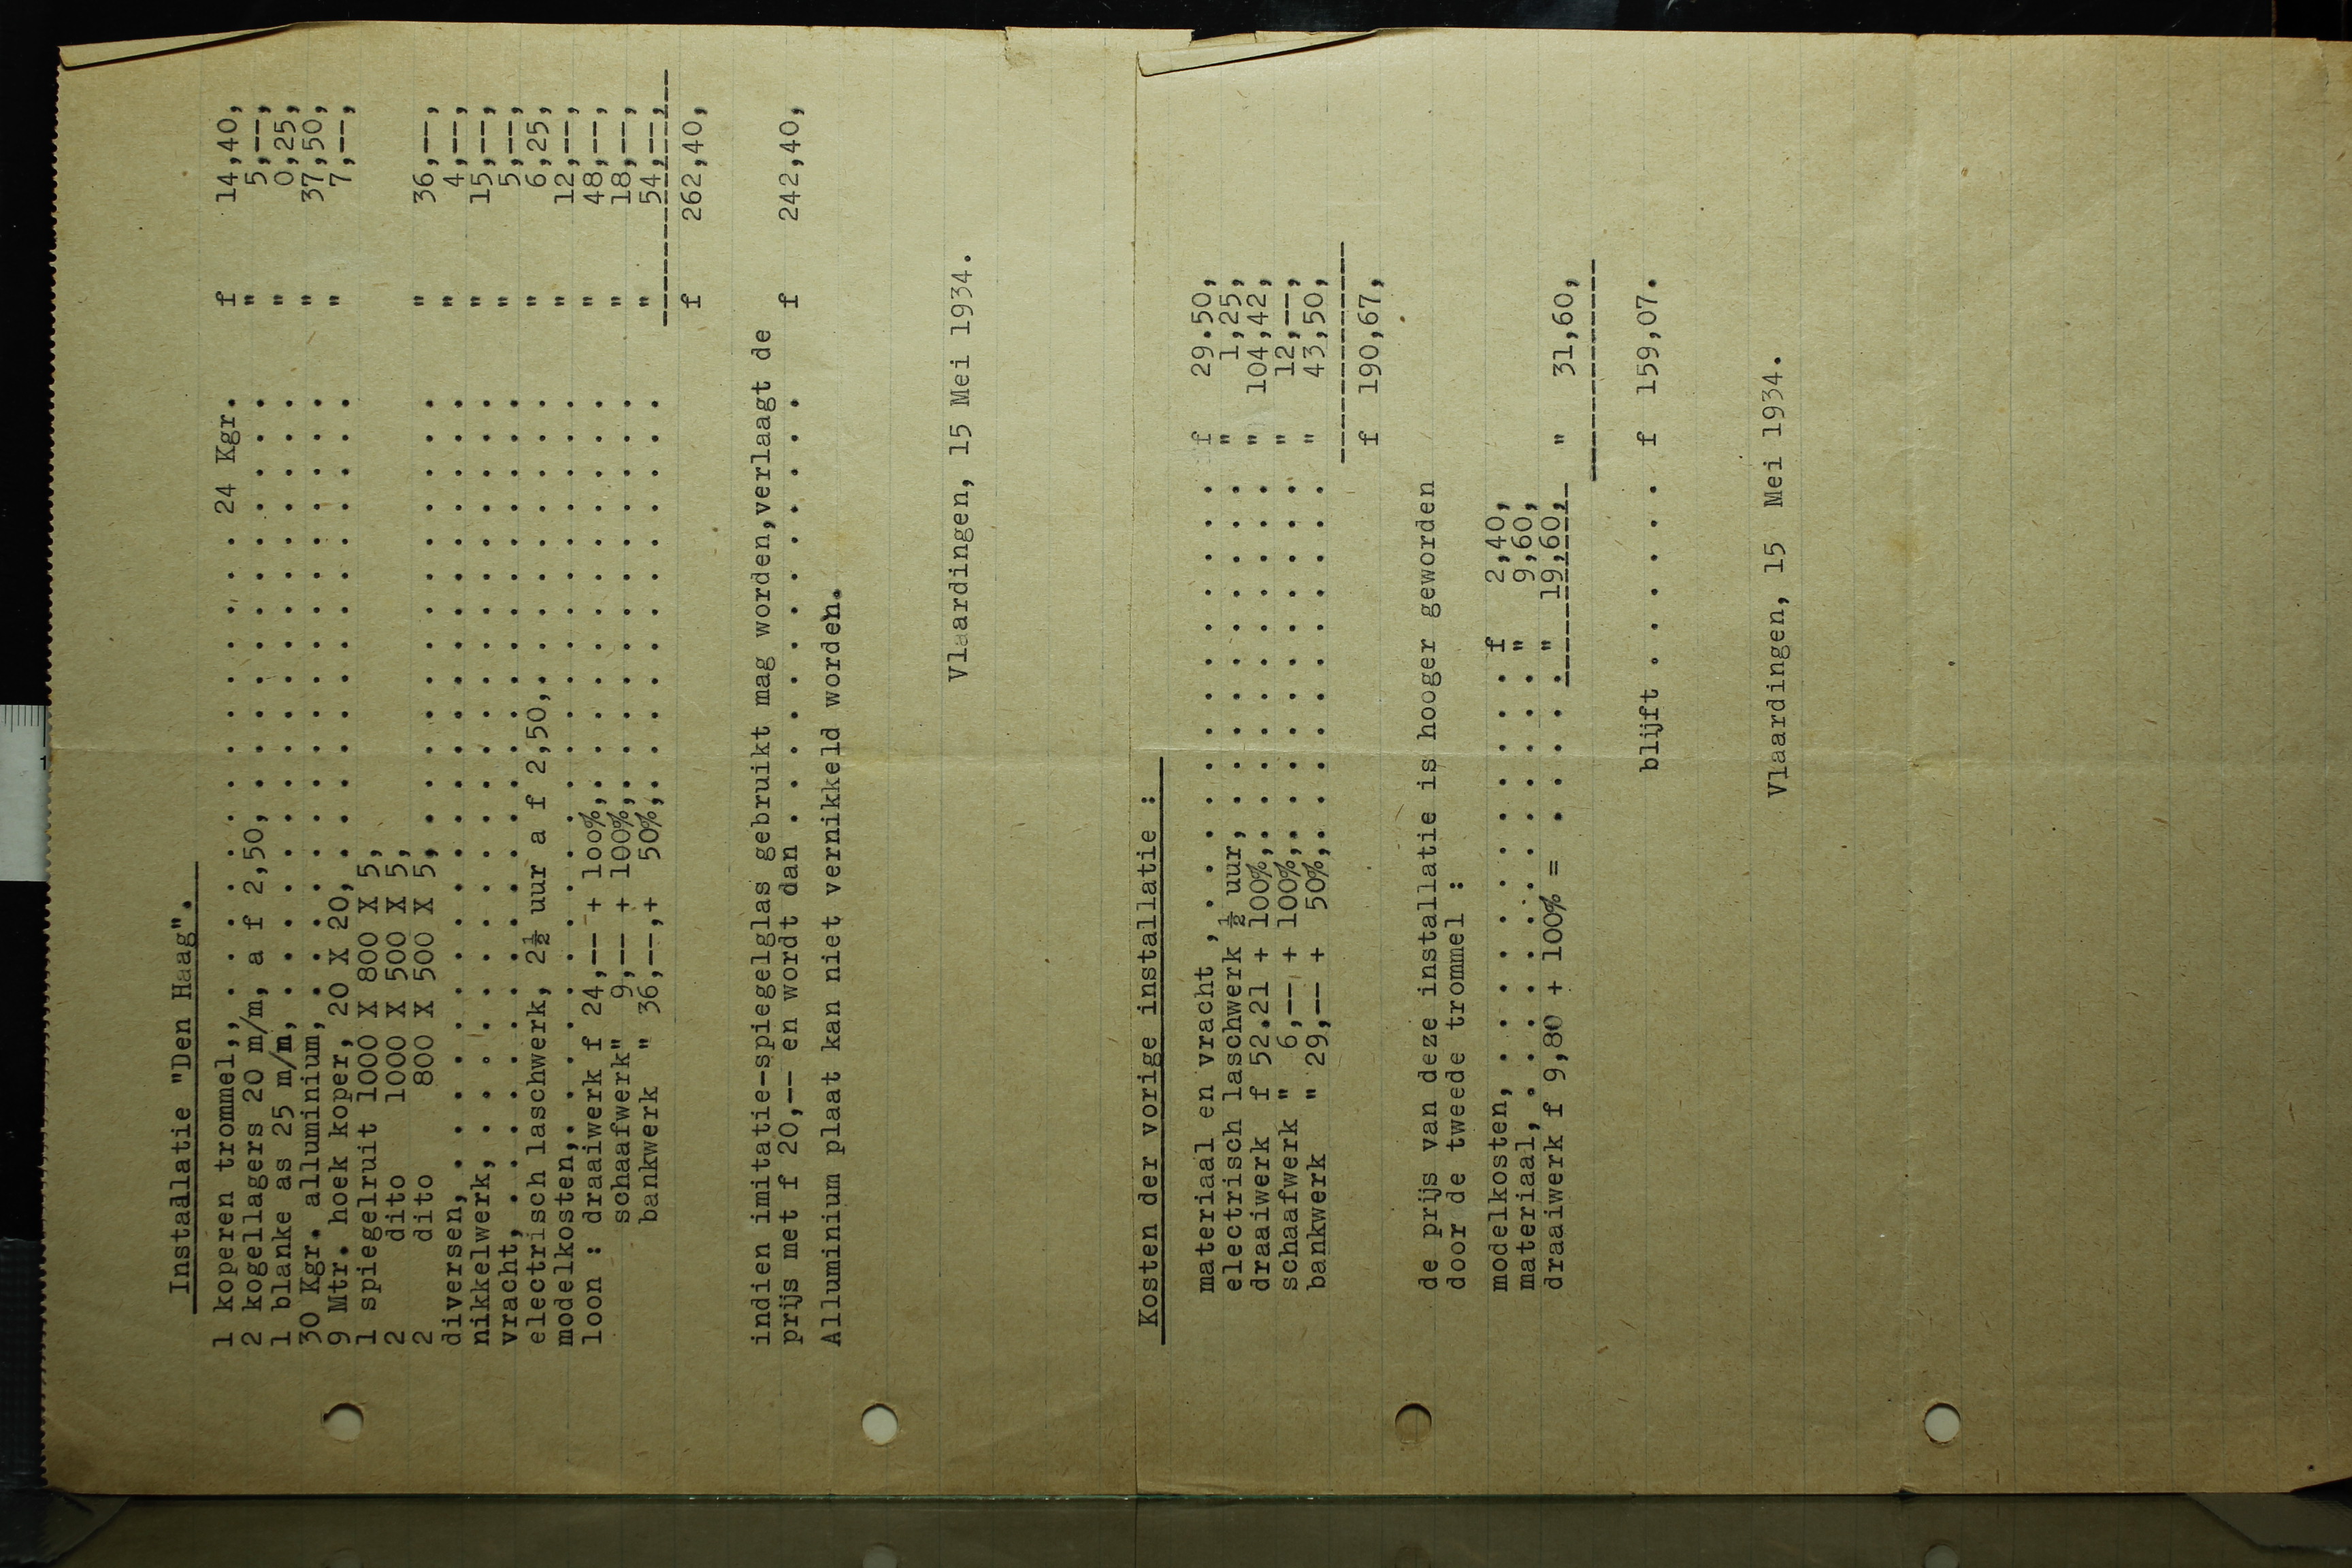 Installatie "Den Haag".
1 koperen trommel,, . . . . . . . . . . . . 24 Kgr. f 14,40,
2 kogellagers 20 m/m, a f 2,50, . . . . . . . . . . . . . " 5,--,
1 blanke as 25 m/m, . . . . . . . . . . . . . . . . . . " 0,25,
30 Kgr. alluminium, . . . . . . . . . . . . . . . . . . " 37,50,
9 Mtr. hoek koper, 20 X 20, . . . . . . . . . . . . . . " 7,--,
1 spiegelruit 1000 X 800 X 5,
2 dito 1000 X 500 X 5,
2 dito 800 X 500 X 5, . . . . . . . . . . . . . . " 36,--,
diversen, . . . . . . . . . . . . . . . . . . . . . . . " 4,--,
nikkelwerk, . . . . . . . . . . . . . . . . . . . . . . " 15,--,
vracht, . . . . . . . . . . . . . . . . . . . . . . . . " 5,--,
electrisch laschwerk, 2½ uur a f 2,50, . . . . . . . . . " 6,25,
modelkosten, . . . . . . . . . . . . . . . . . . . . . . " 12,--,
loon : draaiwerk f 24,-- + 100%, . . . . . . . . . . . . " 48,--,
schaafwerk" 9,-- + 100%, . . . . . . . . . . . . " 18,--,
bankwerk " 36,--,+ 50%, . . . . . . . . . . . . " 54,--,
f 262,40,
indien imitatie-spiegelglas gebruikt mag worden,verlaagt de
prijs met f 20,-- en wordt dan . . . . . . . . . . . . . f 242,40,
Alluminium plaat kan niet vernikkeld worden.
Vlaardingen, 15 Mei 1934.
Kosten der vorige installatie :
materiaal en vracht , . . . . . . . . . . . . . f 29.50,
electrisch laschwerk ½ uur, . . . . . . . . . . . " 1,25,
draaiwerk f 52.21 + 100%, . . . . . . . . . . . " 104,42,
schaafwerk " 6,-- + 100%, . . . . . . . . . . . " 12,--,
bankwerk " 29,-- + 50%, . . . . . . . . . . . " 43,50,
f 190,67,
de prijs van deze installatie is hooger geworden
door de tweede trommel :
modelkosten, . . . . . . . . . . . . . f 2,40,
materiaal, . . . . . . . . . . . . . . " 9,60,
draaiwerk f 9,80 + 100% = . . . . . " 19,60, " 31,60,
blijft . . . . . . f 159,07.
Vlaardingen, 15 Mei 1934.